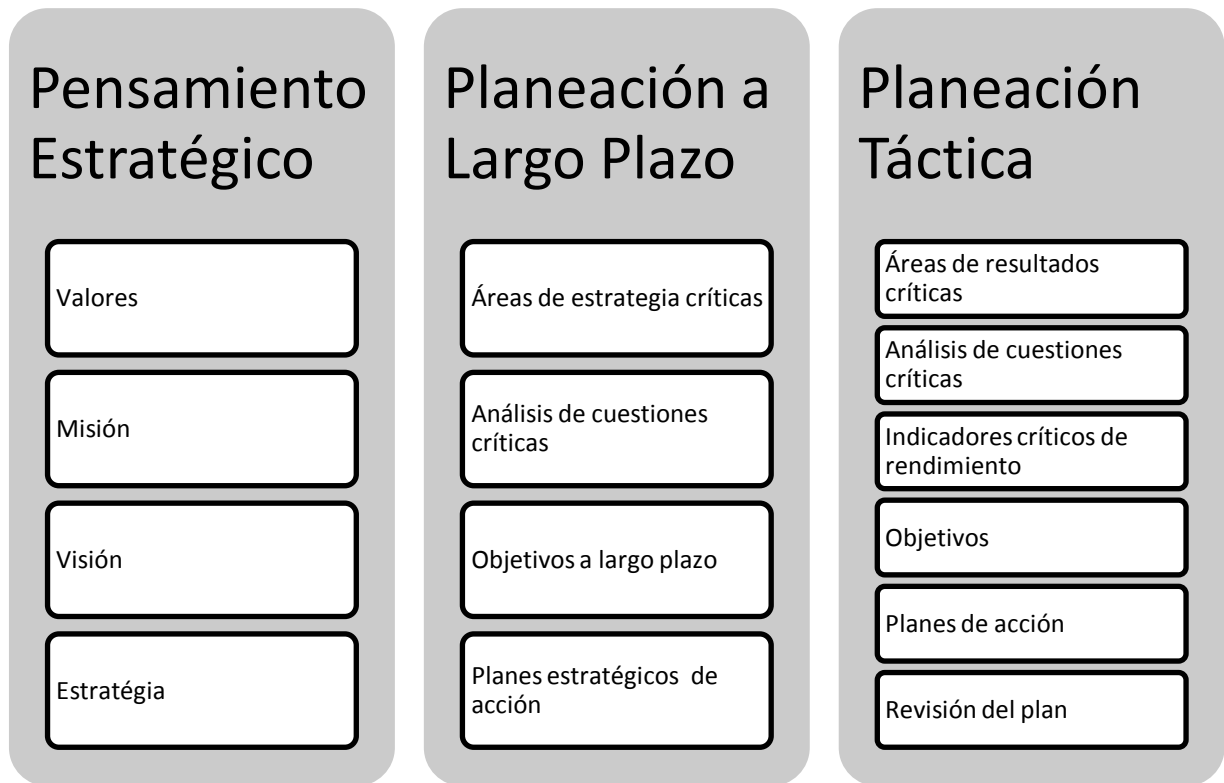 Pensamiento
Estratégico
Valores
Misión
Visión
Estratégia
Planeación a
Largo Plazo
Áreas de estrategia críticas
Análisis de cuestiones
críticas
Objetivos a largo plazo
Planes estratégicos de
acción
Planeación
Táctica
Áreas de resultados
críticas
Análisis de cuestiones
críticas
Indicadores críticos de
rendimiento
Objetivos
Planes de acción
Revisión del plan